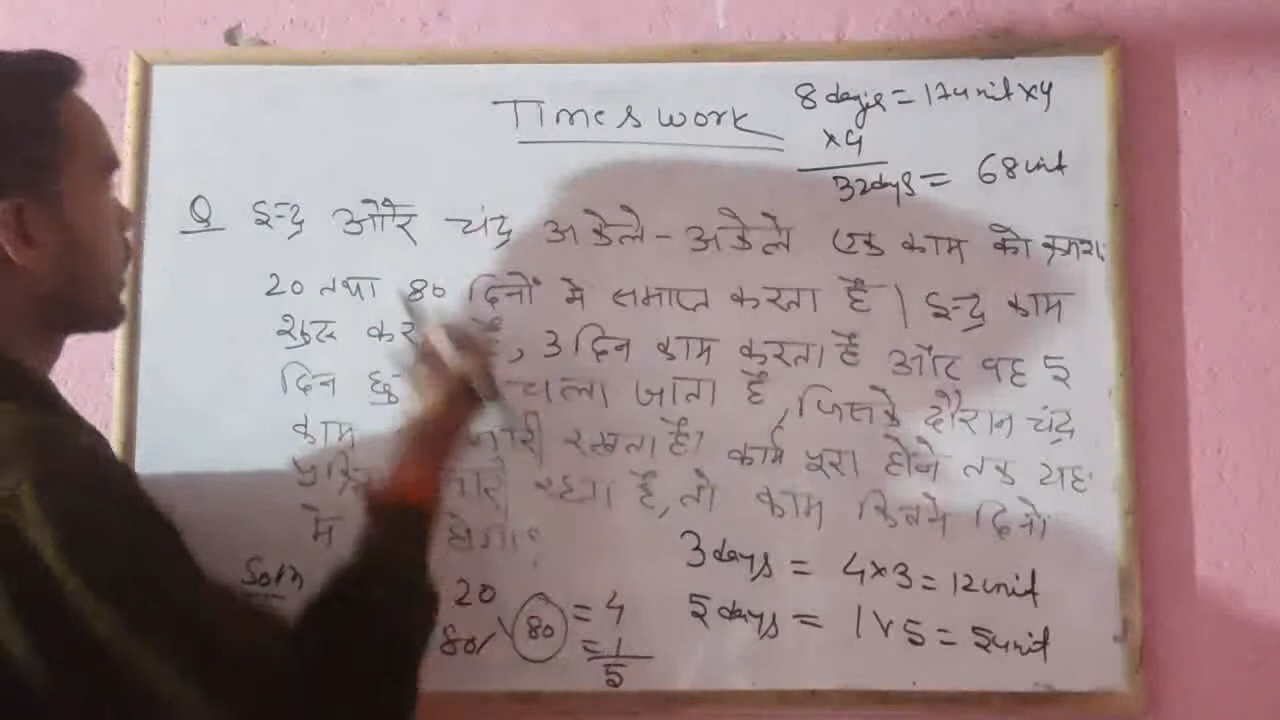 Time & work
8 days = 17 unit × 4
× 4
32 days = 68 unit
Q इन्द्र और चंद्र अकेले-अकेले एक काम को क्रमशः
20 तथा 80 दिनों मे समाप्त करता है | इन्द्र काम
शुरू कर है, 3 दिन काम करता है और वह 5
दिन चला जाता है, जिसके दौरान चंद्र
काम जारी रखता है। कार्य पूरा होने तक यह
रहता है, तो काम कितने दिनो
मे होगा?
Soln
20
80
80
= 4
= 1
5
3 days = 4×3 = 12 unit
5 days = 1×5 = 5 unit